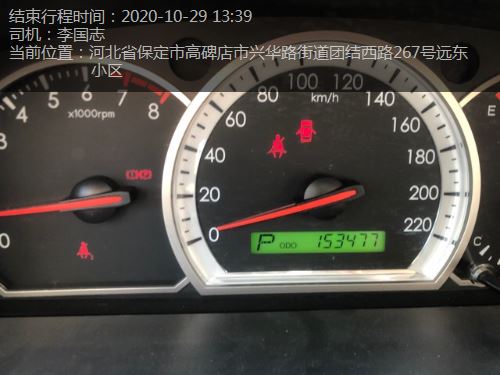 结束行程时间：2020-10-29 13:39
司机：李国志
当前位置：河北省保定市高碑店市兴华路街道团结西路267号远东
小区
0
3
4
5
6
7
8
x1000rpm
0
20
40
60
80
100
120
140
160
180
200
220
km/h
P ODO 153477
E
C